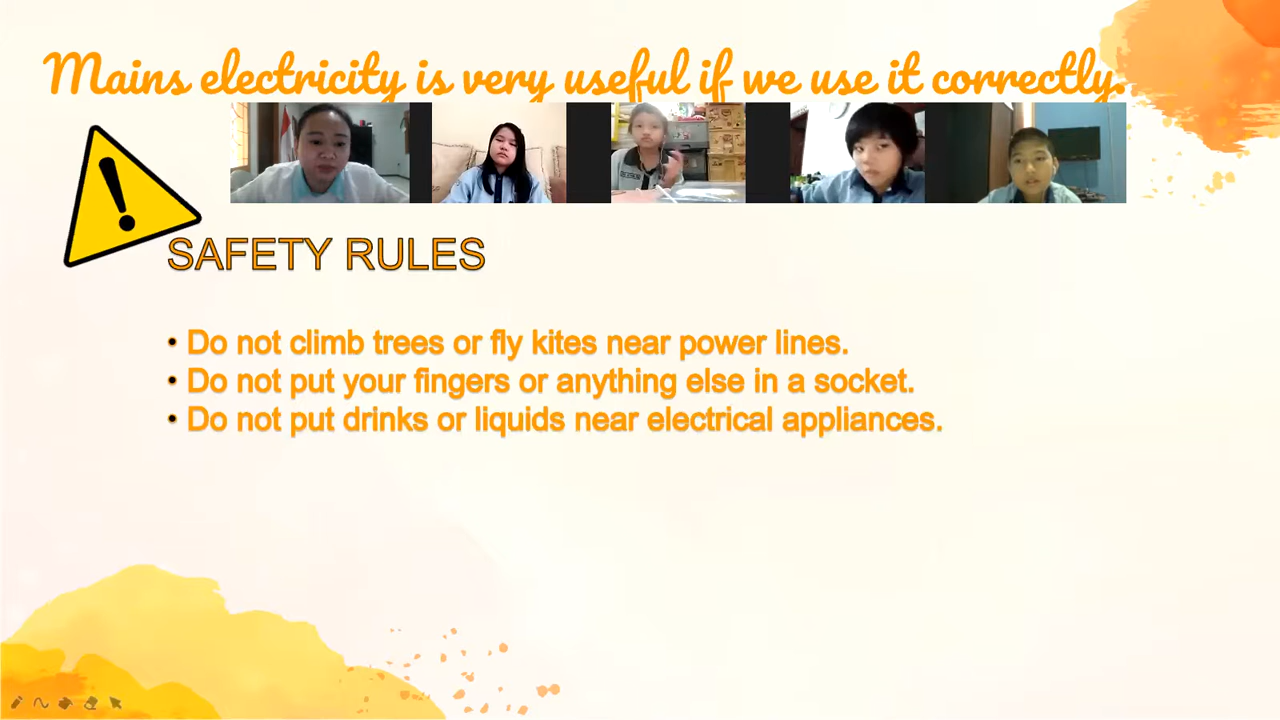 Mains electricity is very useful if we use it correctly.
SAFETY RULES
• Do not climb trees or fly kites near power lines.
• Do not put your fingers or anything else in a socket.
• Do not put drinks or liquids near electrical appliances.